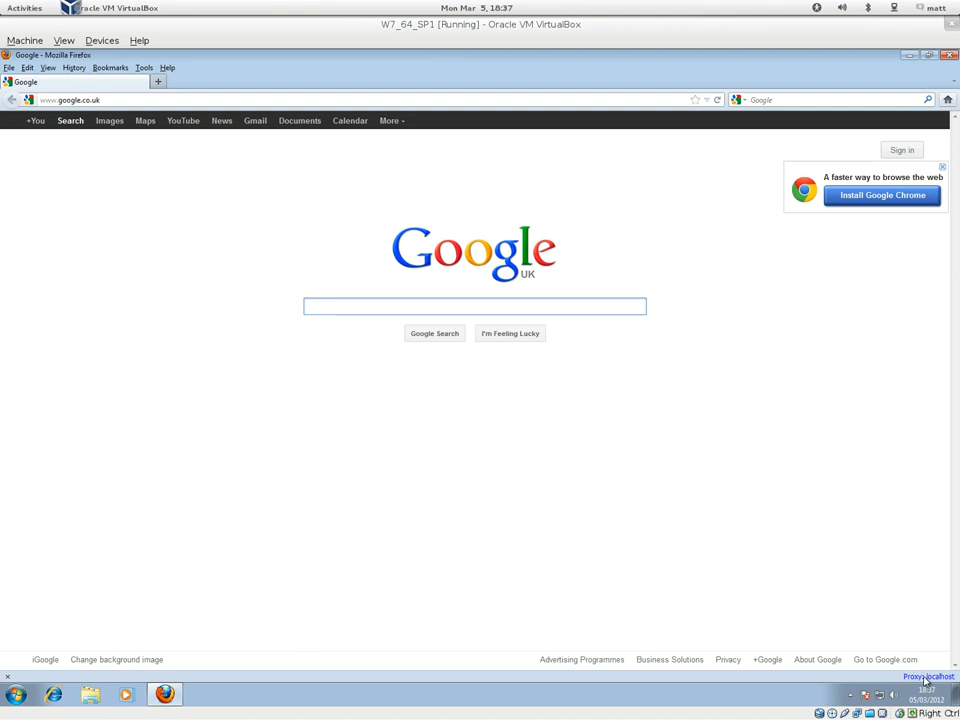 Activities
Oracle VM VirtualBox
Mon Mar 5, 18:37
matt
W7_64_SP1 [Running] - Oracle VM VirtualBox
Machine View Devices Help
Google - Mozilla Firefox
File Edit View History Bookmarks Tools Help
Google
www.google.co.uk
Google
+You Search Images Maps YouTube News Gmail Documents Calendar More
Sign in
A faster way to browse the web
Install Google Chrome
Google
UK
Google Search I'm Feeling Lucky
iGoogle Change background image Advertising Programmes Business Solutions Privacy +Google About Google Go to Google.com
Proxy: localhost
18:37
05/03/2012
Right Ctrl